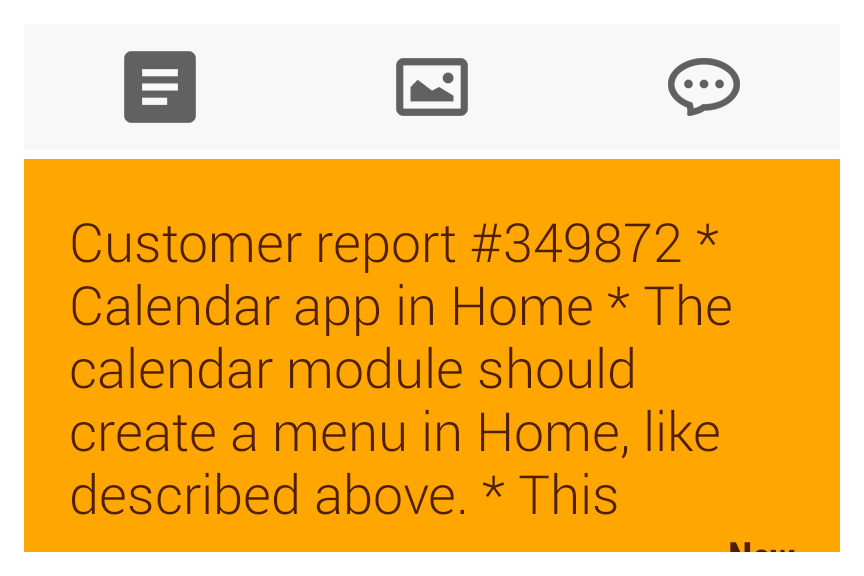 Customer report #349872 *
Calendar app in Home * The
calendar module should
create a menu in Home, like
described above. * This